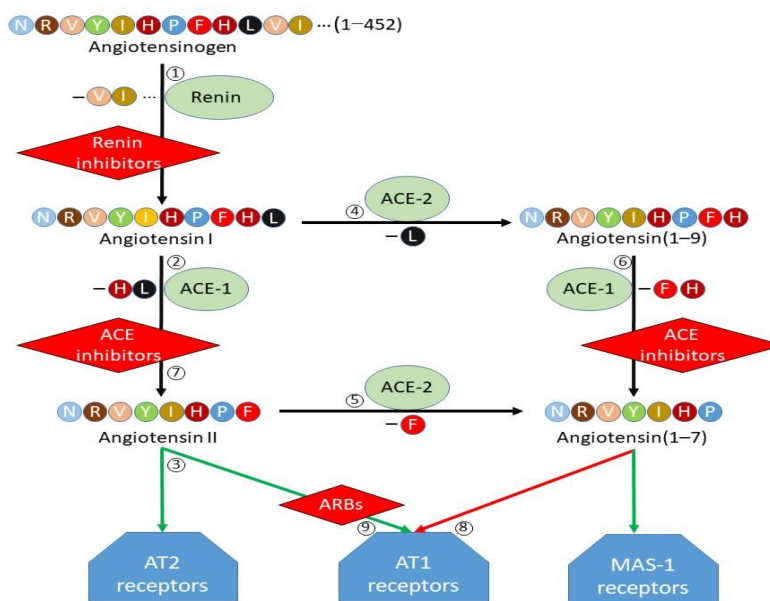 N R V Y I H P F H L V I ... (1–452)
Angiotensinogen
①
– V I ... Renin
Renin
inhibitors
N R V Y I H P F H L
Angiotensin I
④ ACE-2
– L
N R V Y I H P F H
Angiotensin (1–9)
②
– H L ACE-1
ACE
inhibitors
⑦
⑥
ACE-1 – F H
ACE
inhibitors
N R V Y I H P F
Angiotensin II
⑤ ACE-2
– F
N R V Y I H P
Angiotensin (1–7)
③
ARBs
⑨
⑧
AT2
receptors
AT1
receptors
MAS-1
receptors